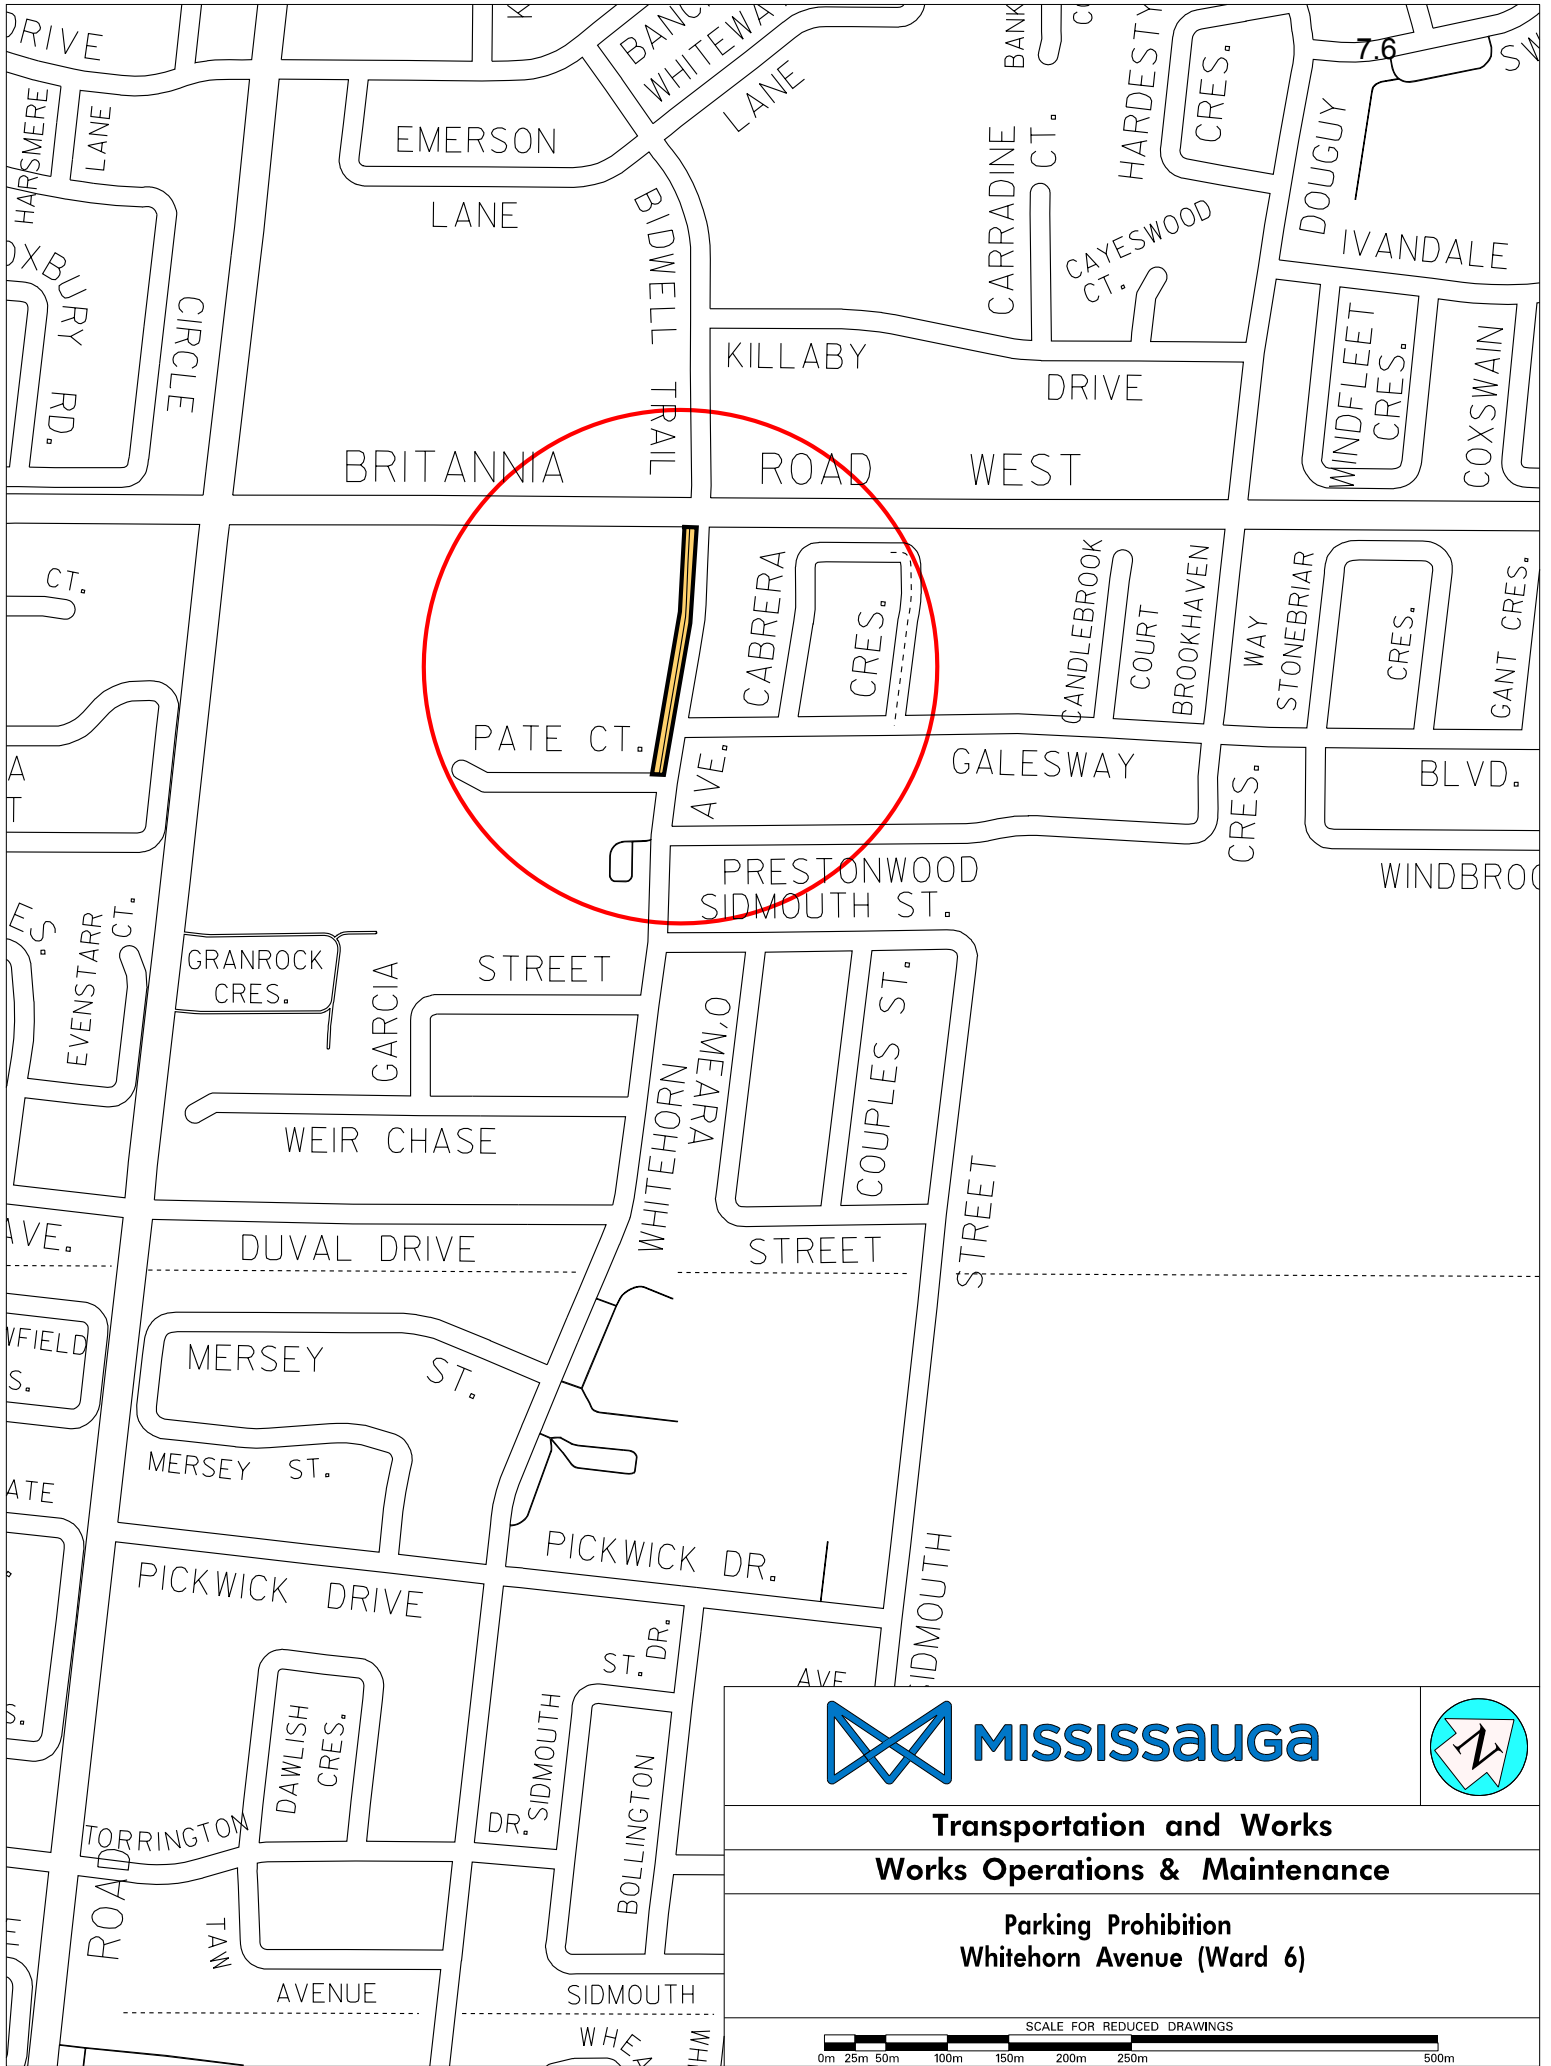 DRIVE
7.6
HARSMERE
LANE
EMERSON
LANE
WHITEWAY
LANE
BIDWELL TRAIL
CARRADINE
CT.
HARDESTY
CRES.
DOUGUY
IVANDALE
CAYESWOOD
CT.
CIRCLE
RD.
KILLABY
DRIVE
WINDFLEET
CRES.
COXSWAIN
BRITANNIA ROAD WEST
CT.
CABRERA
CRES.
CANDLEBROOK
COURT
BROOKHAVEN
WAY
STONEBRIAR
CRES.
GANT CRES.
PATE CT.
AVE.
GALESWAY
BLVD.
CRES.
PRESTONWOOD
SIDMOUTH ST.
EVENSTARR
CT.
GRANROCK
CRES.
GARCIA
STREET
O'MEARA
COUPLES ST.
WEIR CHASE
WHITEHORN
STREET
AVE.
DUVAL DRIVE
STREET
MERSEY
ST.
MERSEY ST.
PICKWICK DR.
PICKWICK DRIVE
SIDMOUTH
ST.
DR.
AVE
DAWLISH
CRES.
SIDMOUTH
DR.
BOLLINGTON
TORRINGTON
ROAD
TAW
AVENUE
SIDMOUTH
MISSISSAUGA
N
Transportation and Works
Works Operations & Maintenance
Parking Prohibition
Whitehorn Avenue (Ward 6)
SCALE FOR REDUCED DRAWINGS
0m 25m 50m 100m 150m 200m 250m 500m